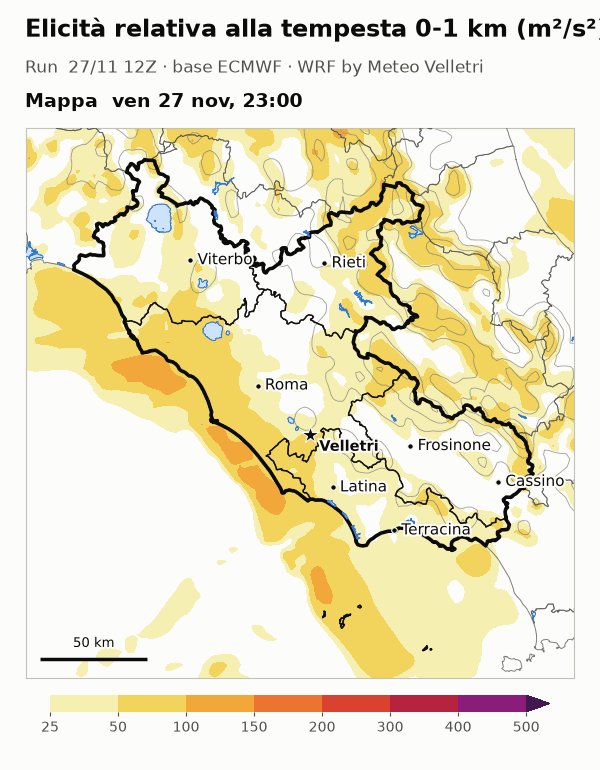 Elicità relativa alla tempesta 0-1 km (m²/s²)
Run 27/11 12Z · base ECMWF · WRF by Meteo Velletri
Mappa ven 27 nov, 23:00
Viterbo
Rieti
Roma
Velletri
Frosinone
Latina
Cassino
Terracina
50 km
25 50 100 150 200 300 400 500